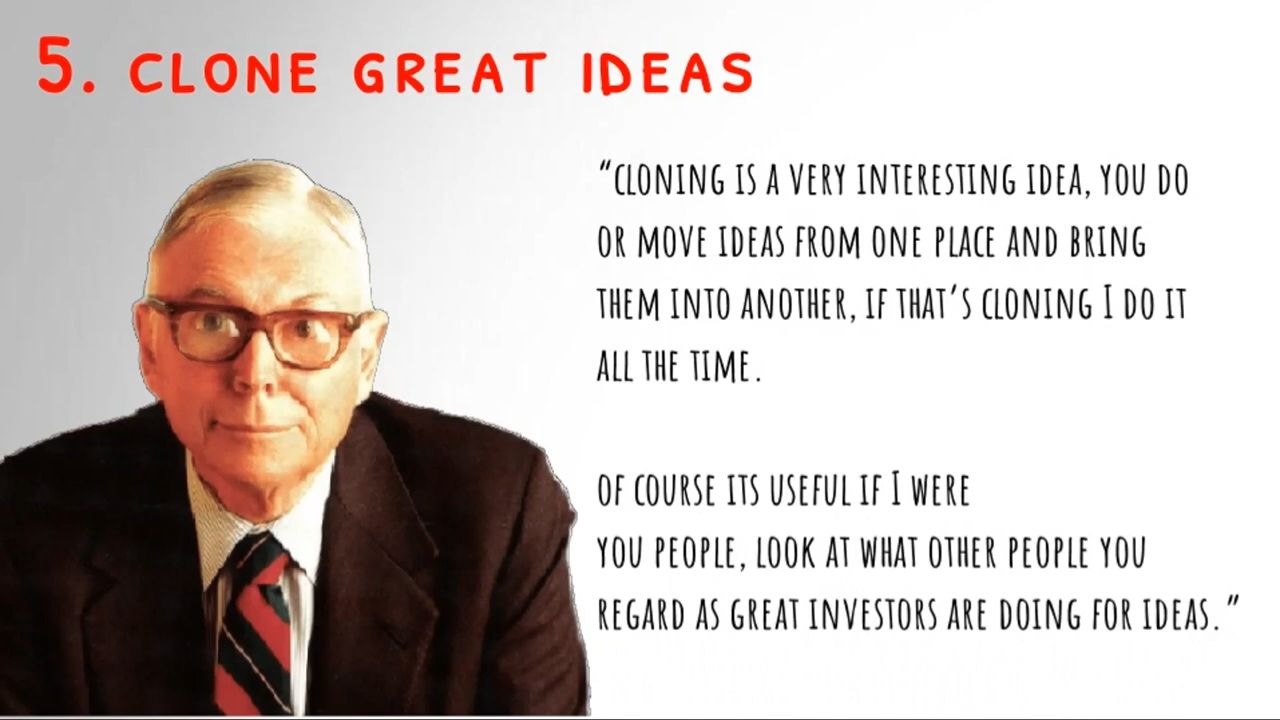 5. CLONE GREAT IDEAS
“CLONING IS A VERY INTERESTING IDEA, YOU DO
OR MOVE IDEAS FROM ONE PLACE AND BRING
THEM INTO ANOTHER, IF THAT’S CLONING I DO IT
ALL THE TIME.
OF COURSE ITS USEFUL IF I WERE
YOU PEOPLE, LOOK AT WHAT OTHER PEOPLE YOU
REGARD AS GREAT INVESTORS ARE DOING FOR IDEAS.”